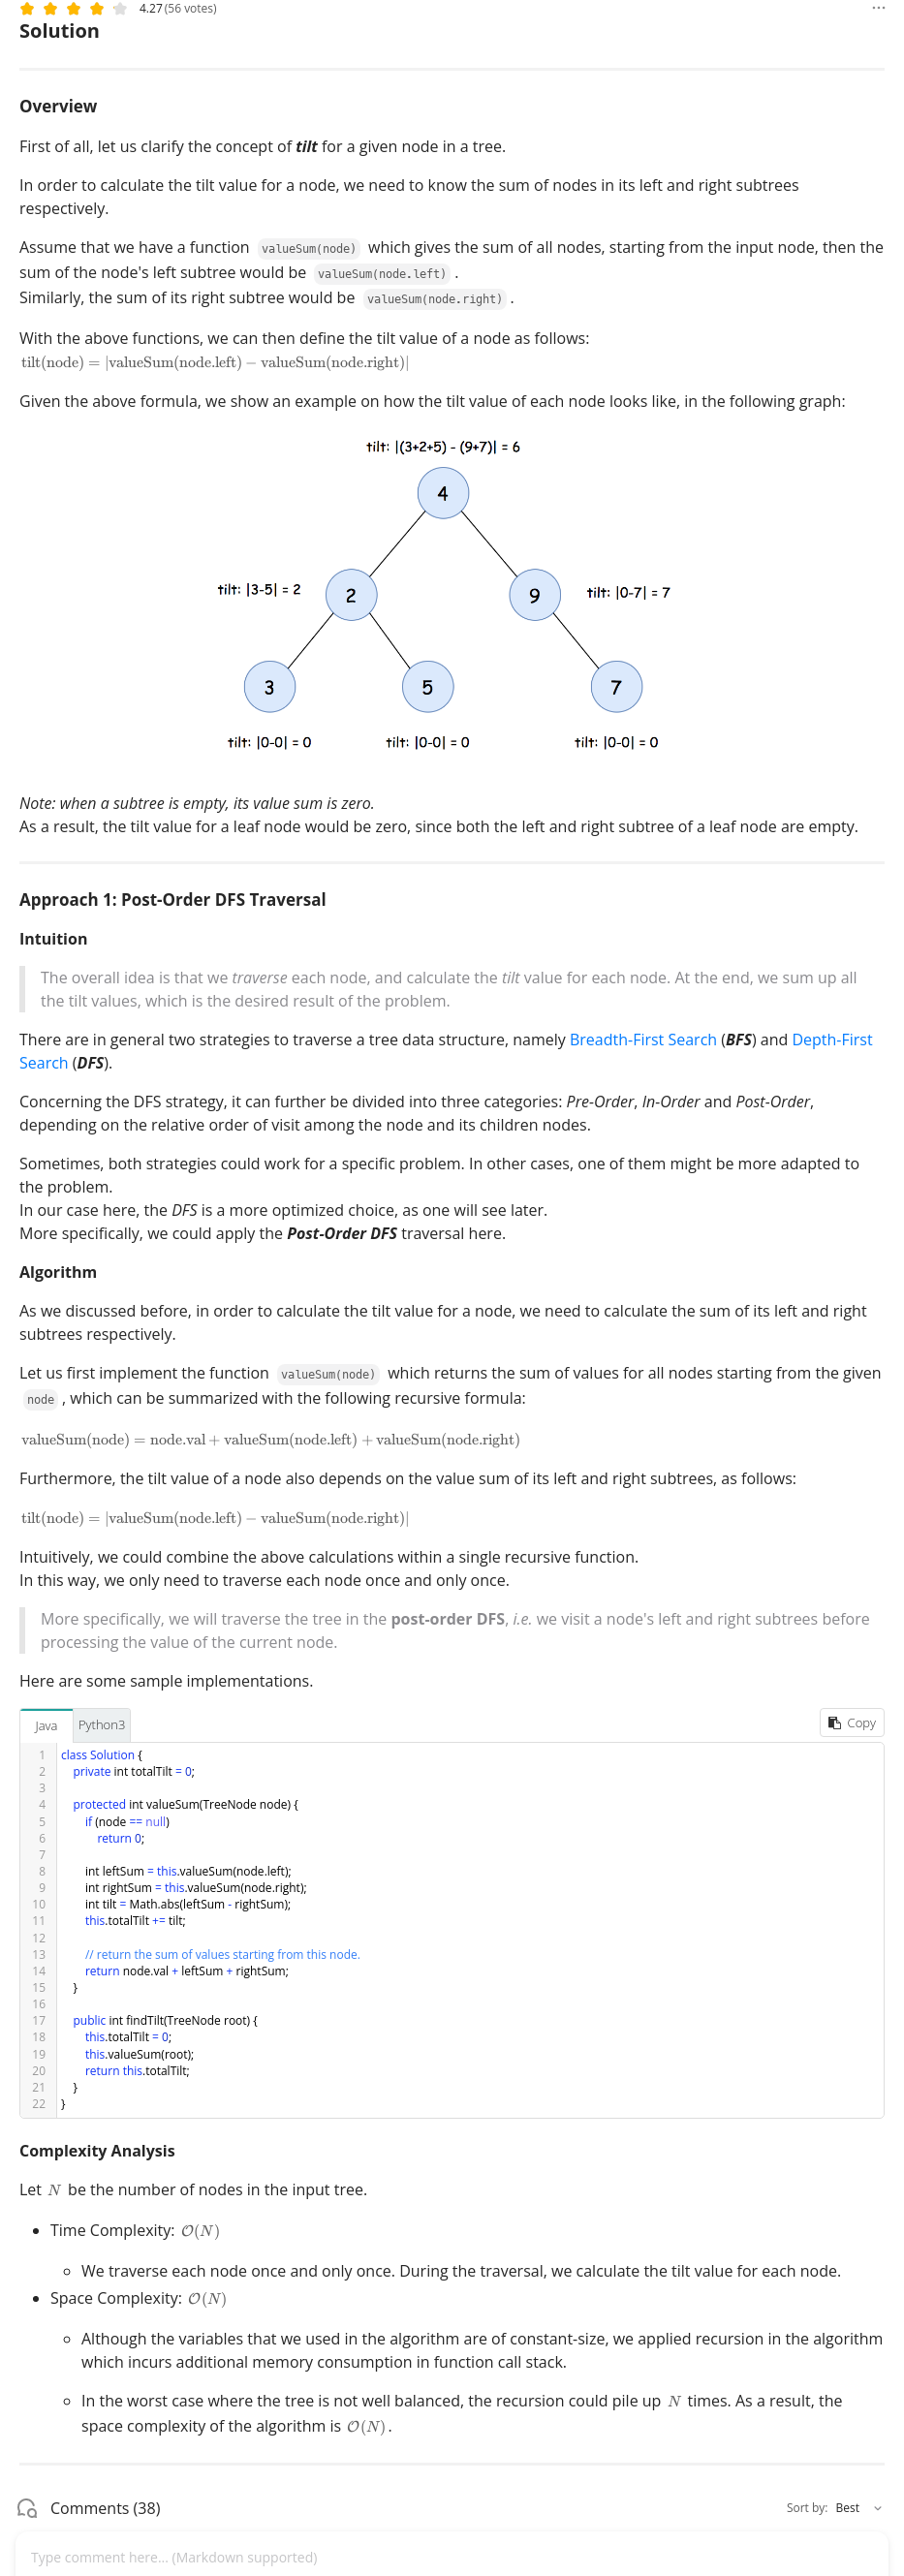 4.27 (56 votes)
Solution
Overview
First of all, let us clarify the concept of tilt for a given node in a tree.
In order to calculate the tilt value for a node, we need to know the sum of nodes in its left and right subtrees
respectively.
Assume that we have a function valueSum(node) which gives the sum of all nodes, starting from the input node, then the
sum of the node's left subtree would be valueSum(node.left) .
Similarly, the sum of its right subtree would be valueSum(node.right) .
With the above functions, we can then define the tilt value of a node as follows:
tilt(node) = |valueSum(node.left) − valueSum(node.right)|
Given the above formula, we show an example on how the tilt value of each node looks like, in the following graph:
tilt: |(3+2+5) - (9+7)| = 6
4
tilt: |3-5| = 2
2
9
tilt: |0-7| = 7
3
5
7
tilt: |0-0| = 0
tilt: |0-0| = 0
tilt: |0-0| = 0
Note: when a subtree is empty, its value sum is zero.
As a result, the tilt value for a leaf node would be zero, since both the left and right subtree of a leaf node are empty.
Approach 1: Post-Order DFS Traversal
Intuition
The overall idea is that we traverse each node, and calculate the tilt value for each node. At the end, we sum up all
the tilt values, which is the desired result of the problem.
There are in general two strategies to traverse a tree data structure, namely Breadth-First Search (BFS) and Depth-First
Search (DFS).
Concerning the DFS strategy, it can further be divided into three categories: Pre-Order, In-Order and Post-Order,
depending on the relative order of visit among the node and its children nodes.
Sometimes, both strategies could work for a specific problem. In other cases, one of them might be more adapted to
the problem.
In our case here, the DFS is a more optimized choice, as one will see later.
More specifically, we could apply the Post-Order DFS traversal here.
Algorithm
As we discussed before, in order to calculate the tilt value for a node, we need to calculate the sum of its left and right
subtrees respectively.
Let us first implement the function valueSum(node) which returns the sum of values for all nodes starting from the given
node , which can be summarized with the following recursive formula:
valueSum(node) = node.val + valueSum(node.left) + valueSum(node.right)
Furthermore, the tilt value of a node also depends on the value sum of its left and right subtrees, as follows:
tilt(node) = |valueSum(node.left) − valueSum(node.right)|
Intuitively, we could combine the above calculations within a single recursive function.
In this way, we only need to traverse each node once and only once.
More specifically, we will traverse the tree in the post-order DFS, i.e. we visit a node's left and right subtrees before
processing the value of the current node.
Here are some sample implementations.
Java Python3 Copy
1 class Solution {
2 private int totalTilt = 0;
3
4 protected int valueSum(TreeNode node) {
5 if (node == null)
6 return 0;
7
8 int leftSum = this.valueSum(node.left);
9 int rightSum = this.valueSum(node.right);
10 int tilt = Math.abs(leftSum - rightSum);
11 this.totalTilt += tilt;
12
13 // return the sum of values starting from this node.
14 return node.val + leftSum + rightSum;
15 }
16
17 public int findTilt(TreeNode root) {
18 this.totalTilt = 0;
19 this.valueSum(root);
20 return this.totalTilt;
21 }
22 }
Complexity Analysis
Let N be the number of nodes in the input tree.
• Time Complexity: O(N)
◦ We traverse each node once and only once. During the traversal, we calculate the tilt value for each node.
• Space Complexity: O(N)
◦ Although the variables that we used in the algorithm are of constant-size, we applied recursion in the algorithm
which incurs additional memory consumption in function call stack.
◦ In the worst case where the tree is not well balanced, the recursion could pile up N times. As a result, the
space complexity of the algorithm is O(N).
Comments (38) Sort by: Best
Type comment here... (Markdown supported)